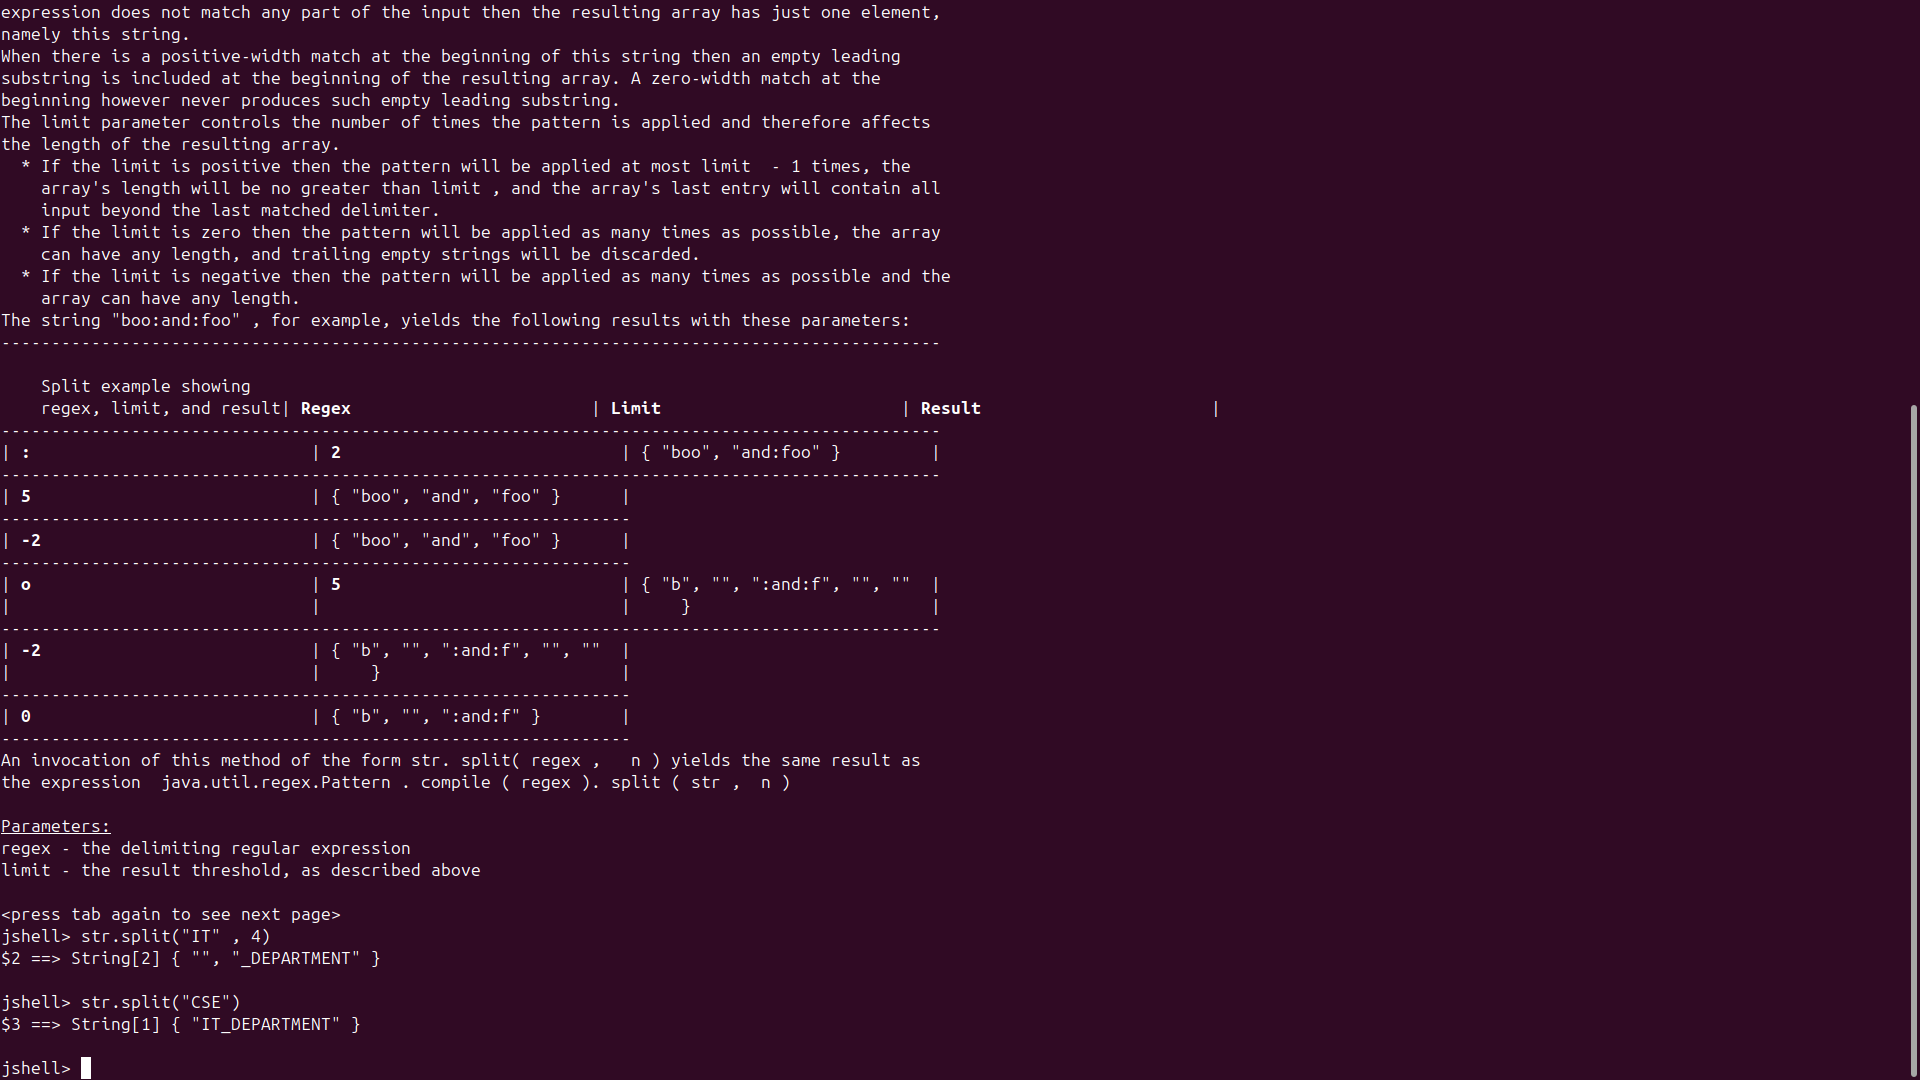 expression does not match any part of the input then the resulting array has just one element,
namely this string.
When there is a positive-width match at the beginning of this string then an empty leading
substring is included at the beginning of the resulting array. A zero-width match at the
beginning however never produces such empty leading substring.
The limit parameter controls the number of times the pattern is applied and therefore affects
the length of the resulting array.
  * If the limit is positive then the pattern will be applied at most limit  - 1 times, the
    array's length will be no greater than limit , and the array's last entry will contain all
    input beyond the last matched delimiter.
  * If the limit is zero then the pattern will be applied as many times as possible, the array
    can have any length, and trailing empty strings will be discarded.
  * If the limit is negative then the pattern will be applied as many times as possible and the
    array can have any length.
The string "boo:and:foo" , for example, yields the following results with these parameters:
----------------------------------------------------------------------------------------------
    Split example showing
    regex, limit, and result| Regex                        | Limit                        | Result                       |
----------------------------------------------------------------------------------------------
| :                            | 2                            | { "boo", "and:foo" }         |
----------------------------------------------------------------------------------------------
| 5                            | { "boo", "and", "foo" }      |
---------------------------------------------------------------
| -2                           | { "boo", "and", "foo" }      |
---------------------------------------------------------------
| o                            | 5                            | { "b", "", ":and:f", "", ""  |
|                              |                              |     }                        |
----------------------------------------------------------------------------------------------
| -2                           | { "b", "", ":and:f", "", ""  |
|                              |     }                        |
---------------------------------------------------------------
| 0                            | { "b", "", ":and:f" }        |
---------------------------------------------------------------
An invocation of this method of the form str. split( regex ,   n ) yields the same result as
the expression  java.util.regex.Pattern . compile ( regex ). split ( str ,  n )
Parameters:
regex - the delimiting regular expression
limit - the result threshold, as described above
<press tab again to see next page>
jshell> str.split("IT" , 4)
$2 ==> String[2] { "", "_DEPARTMENT" }
jshell> str.split("CSE")
$3 ==> String[1] { "IT_DEPARTMENT" }
jshell>